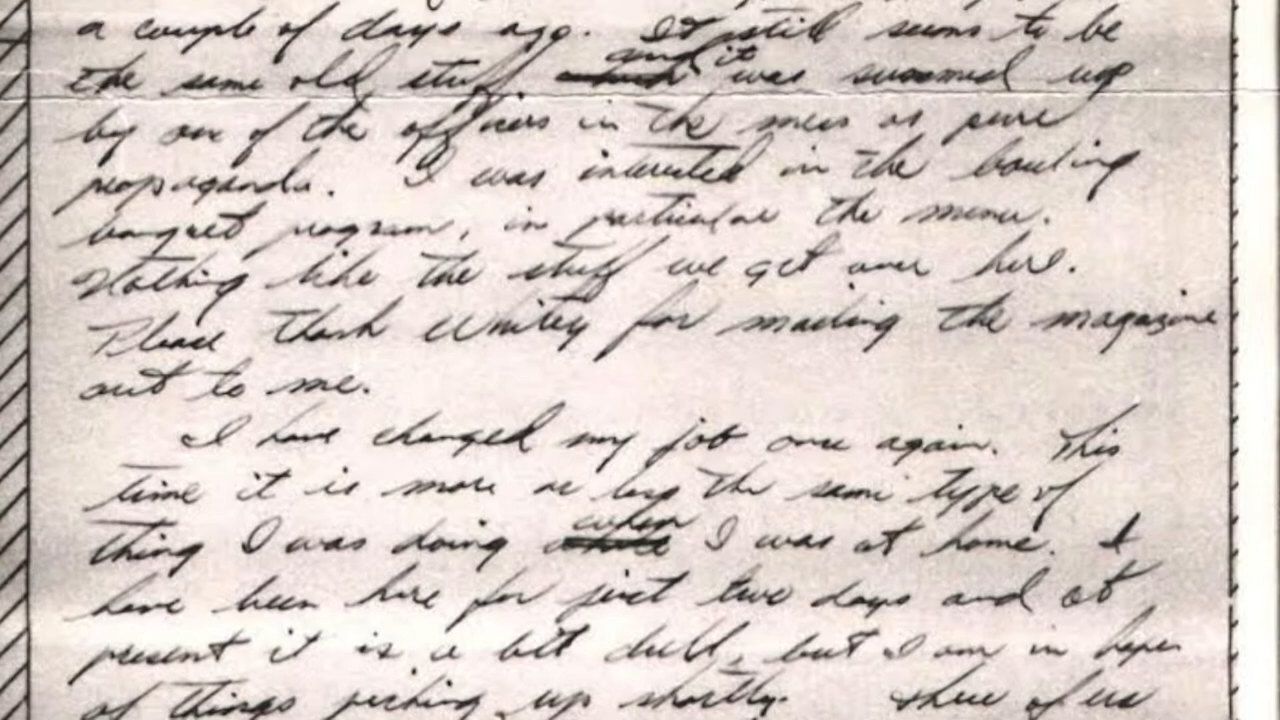 a couple of days ago. It still seems to be
and it
the same old stuff was summed up
by one of the officers in the mess as pure
propaganda. I was interested in the bowling
banquet program, in particular the menu.
Nothing like the stuff we get over here.
Please thank Whitey for mailing the magazine
out to me.
I have changed my job once again. This
time it is more or less the same type of
when
thing I was doing while I was at home. I
have been here for just two days and at
present it is a bit dull, but I am in hopes
of things picking up shortly. Three of us